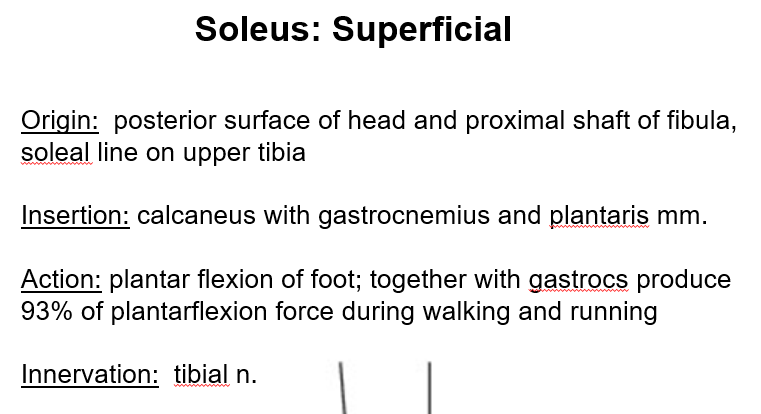 Soleus: Superficial
Origin:  posterior surface of head and proximal shaft of fibula,
soleal line on upper tibia
Insertion: calcaneus with gastrocnemius and plantaris mm.
Action: plantar flexion of foot; together with gastrocs produce
93% of plantarflexion force during walking and running
Innervation:  tibial n.